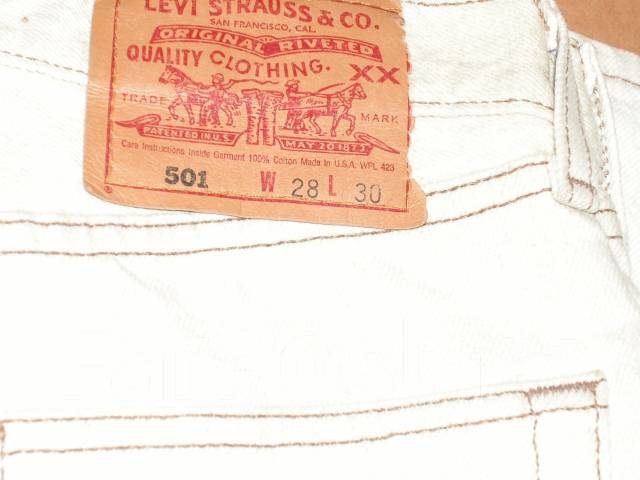 LEVI STRAUSS & CO.
SAN FRANCISCO, CAL.
ORIGINAL RIVETED
QUALITY CLOTHING. XX
TRADE MARK
PATENTED IN U.S. MAY 20 1873
Care Instructions Inside Garment 100% Cotton Made In U.S.A. WPL 423
501 W 28 L 30